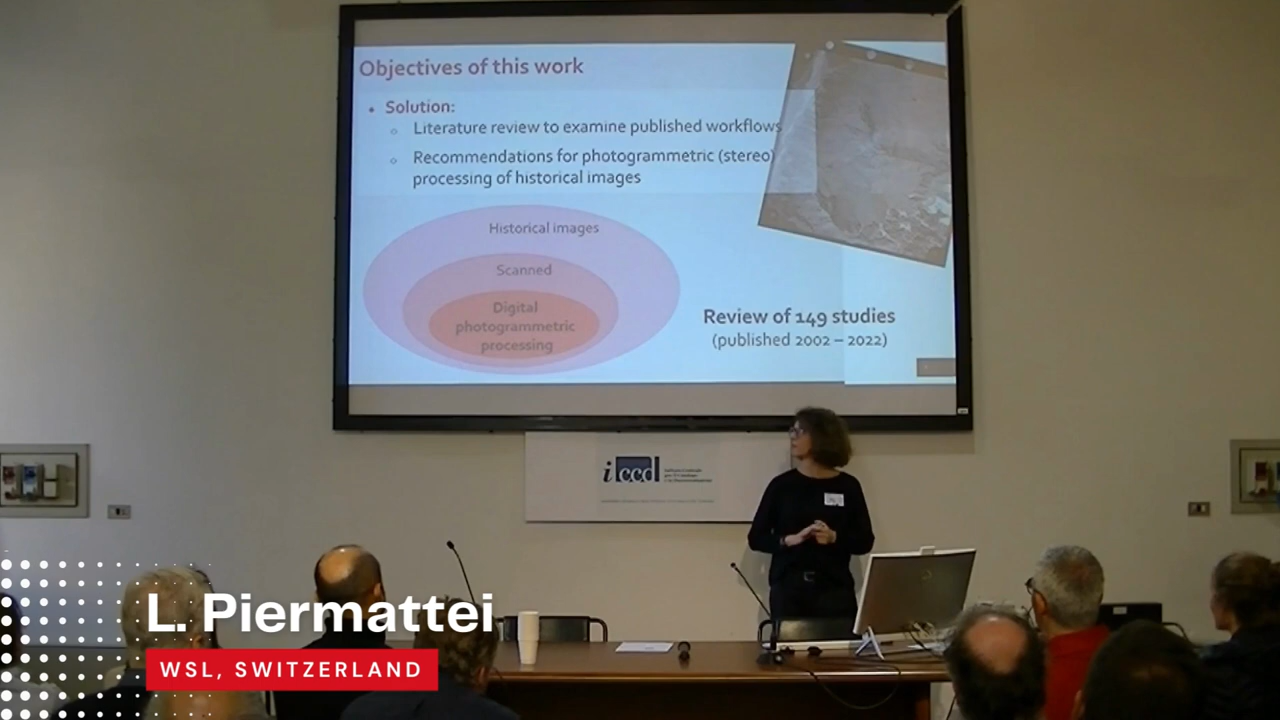 Objectives of this work
• Solution:
o Literature review to examine published workflows
o Recommendations for photogrammetric (stereo)
processing of historical images
Historical images
Scanned
Digital
photogrammetric
processing
Review of 149 studies
(published 2002 – 2022)
iccd
L. Piermattei
WSL, SWITZERLAND